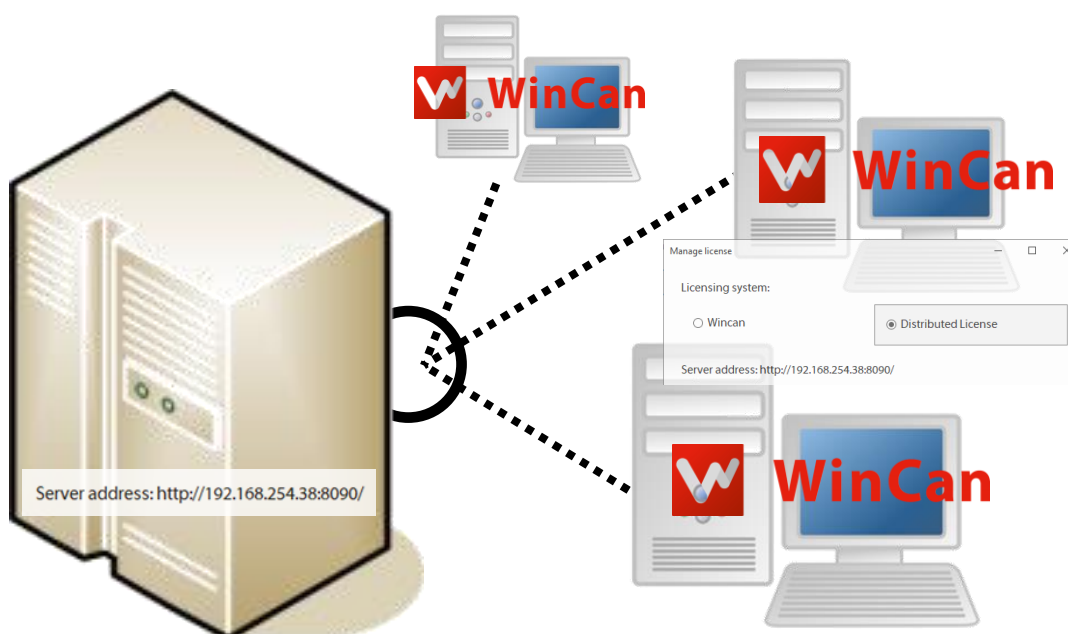 WinCan
WinCan
Manage license
Licensing system:
Wincan
Distributed License
Server address: http://192.168.254.38:8090/
WinCan
Server address: http://192.168.254.38:8090/